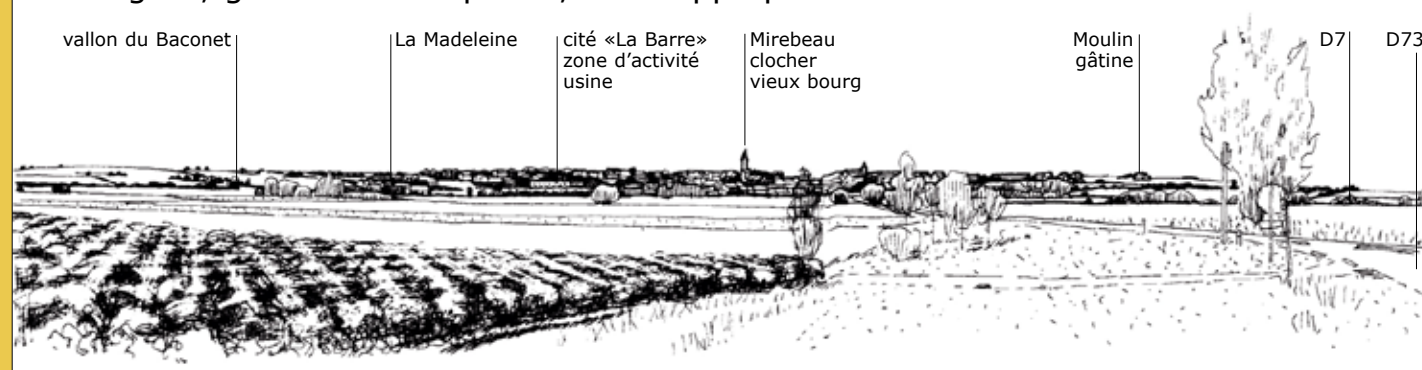 vallon du Baconet
La Madeleine
cité «La Barre»
zone d'activité
usine
Mirebeau
clocher
vieux bourg
Moulin
gâtine
D7
D73